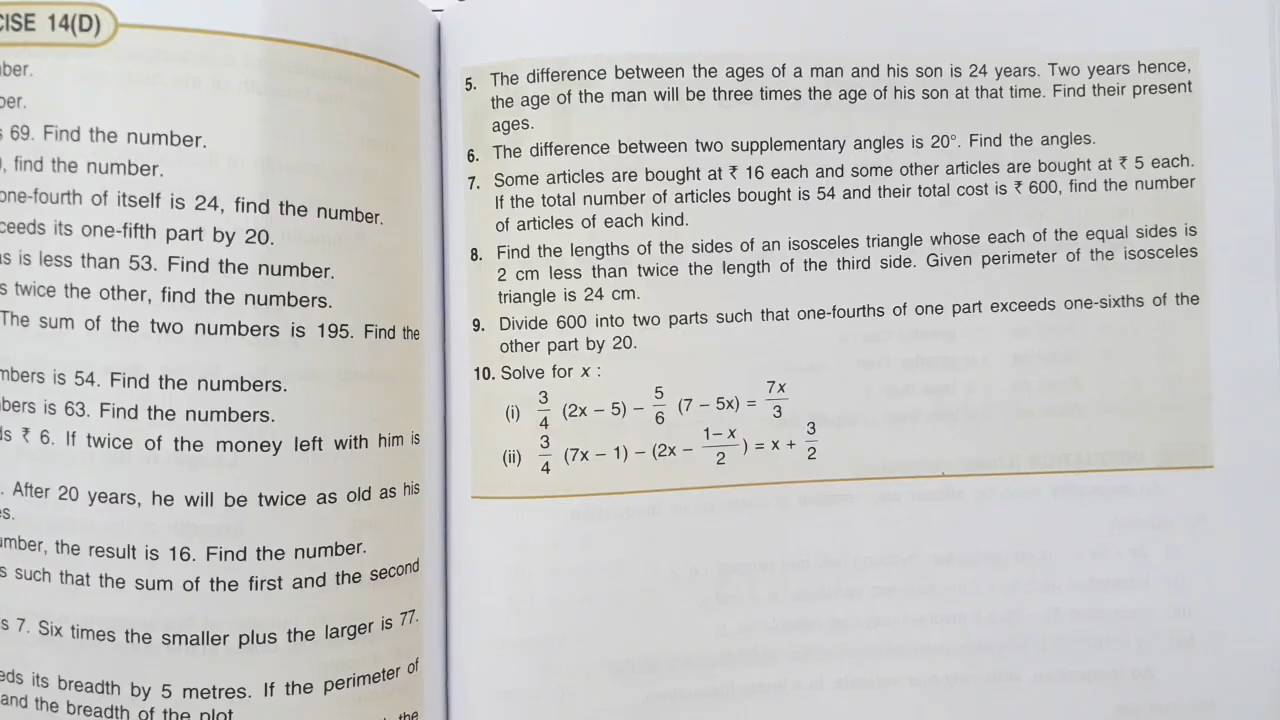 CISE 14(D)
ber.
69. Find the number.
, find the number.
one-fourth of itself is 24, find the number.
ceeds its one-fifth part by 20.
is less than 53. Find the number.
s twice the other, find the numbers.
The sum of the two numbers is 195. Find the
mbers is 54. Find the numbers.
bers is 63. Find the numbers.
ds ₹ 6. If twice of the money left with him is
. After 20 years, he will be twice as old as his
es.
umber, the result is 16. Find the number.
s such that the sum of the first and the second
s 7. Six times the smaller plus the larger is 77.
eds its breadth by 5 metres. If the perimeter of
and the breadth of the plot.
the
5. The difference between the ages of a man and his son is 24 years. Two years hence,
the age of the man will be three times the age of his son at that time. Find their present
ages.
6. The difference between two supplementary angles is 20°. Find the angles.
7. Some articles are bought at ₹ 16 each and some other articles are bought at ₹ 5 each.
If the total number of articles bought is 54 and their total cost is ₹ 600, find the number
of articles of each kind.
8. Find the lengths of the sides of an isosceles triangle whose each of the equal sides is
2 cm less than twice the length of the third side. Given perimeter of the isosceles
triangle is 24 cm.
9. Divide 600 into two parts such that one-fourths of one part exceeds one-sixths of the
other part by 20.
10. Solve for x :
(i) 3/4 (2x − 5) − 5/6 (7 − 5x) = 7x/3
(ii) 3/4 (7x − 1) − (2x − 1−x/2) = x + 3/2